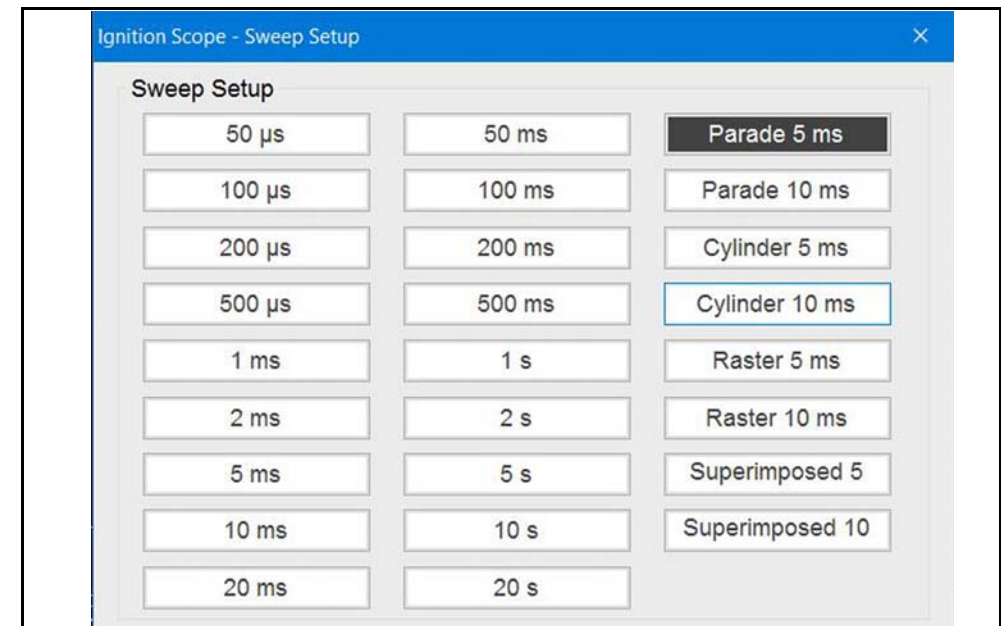 Ignition Scope - Sweep Setup
Sweep Setup
50 µs
50 ms
Parade 5 ms
100 µs
100 ms
Parade 10 ms
200 µs
200 ms
Cylinder 5 ms
500 µs
500 ms
Cylinder 10 ms
1 ms
1 s
Raster 5 ms
2 ms
2 s
Raster 10 ms
5 ms
5 s
Superimposed 5
10 ms
10 s
Superimposed 10
20 ms
20 s